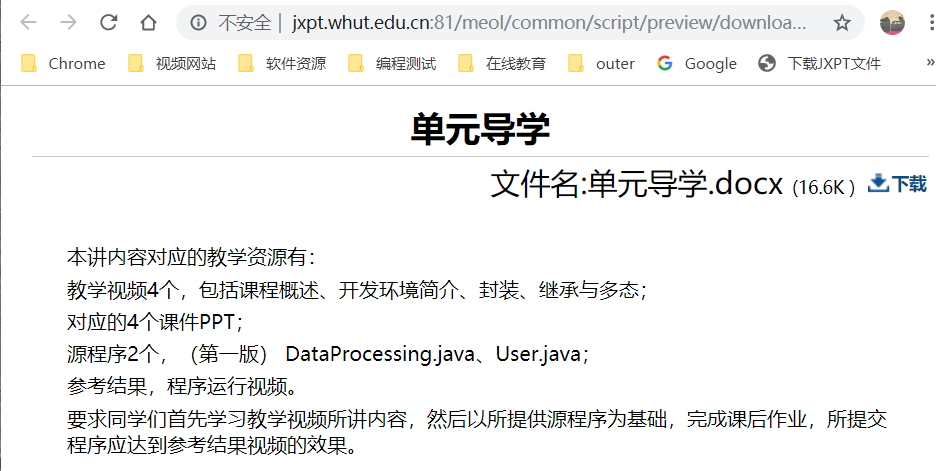 不安全 | jxpt.whut.edu.cn:81/meol/common/script/preview/downloa...
Chrome 视频网站 软件资源 编程测试 在线教育 outer Google 下载JXPT文件 »
单元导学
文件名:单元导学.docx (16.6K ) 下载
本讲内容对应的教学资源有：
教学视频4个，包括课程概述、开发环境简介、封装、继承与多态；
对应的4个课件PPT；
源程序2个，（第一版） DataProcessing.java、User.java；
参考结果，程序运行视频。
要求同学们首先学习教学视频所讲内容，然后以所提供源程序为基础，完成课后作业，所提交
程序应达到参考结果视频的效果。